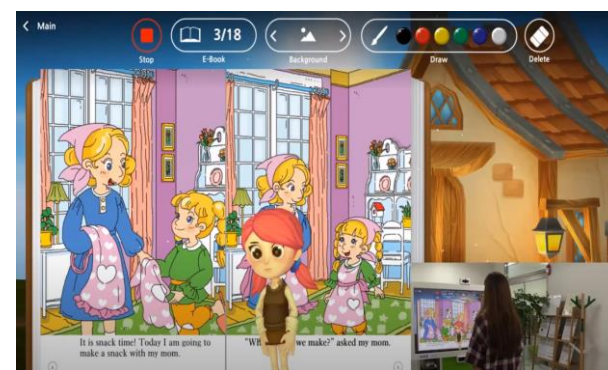 Main
3/18
Stop
E-Book
Background
Draw
Delete
It is snack time! Today I am going to
make a snack with my mom.
we make?" asked my mom.